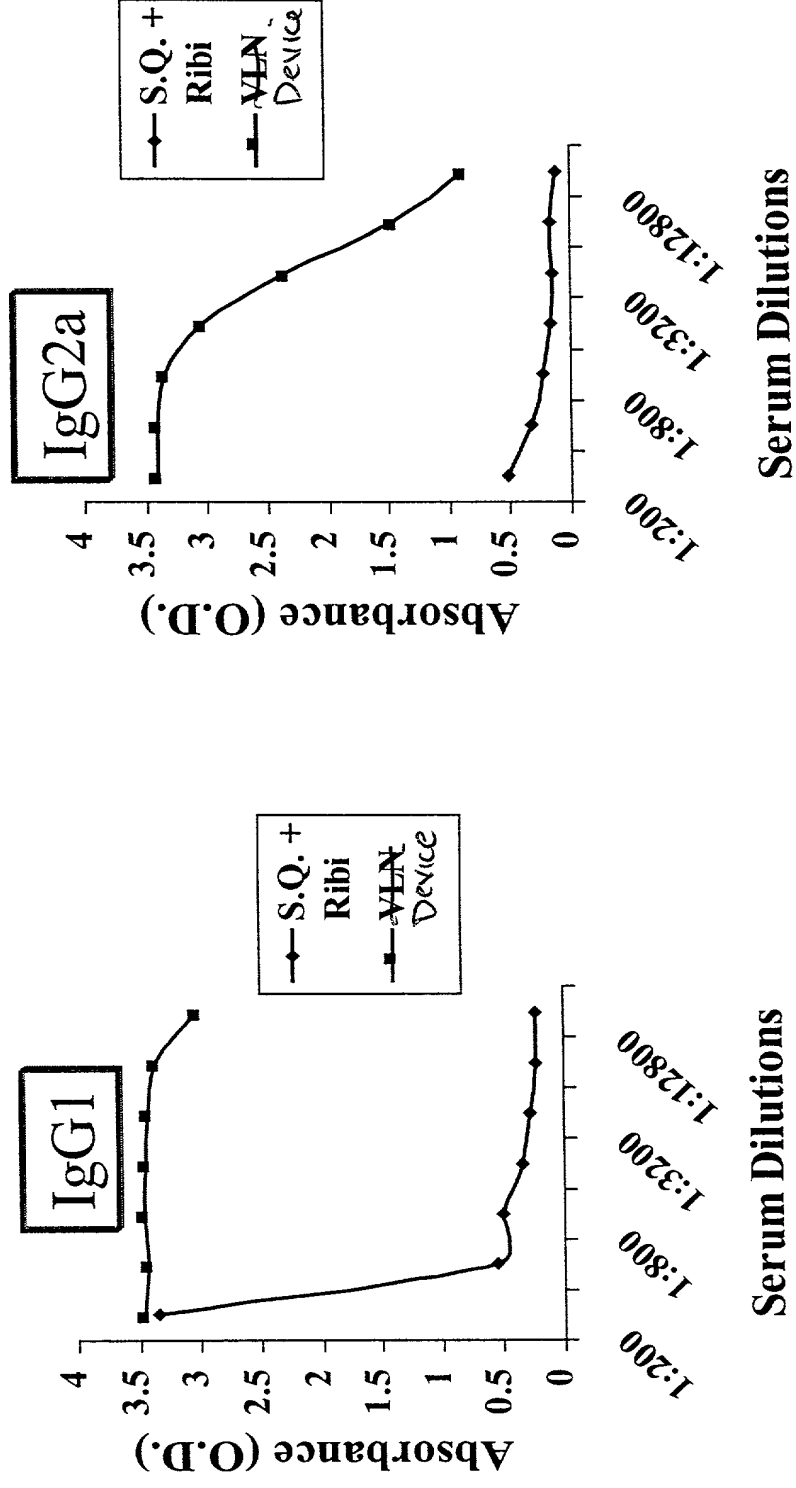 IgG1
Absorbance (O.D.)
4
3.5
3
2.5
2
1.5
1
0.5
0
1:200
1:800
1:3200
1:12800
Serum Dilutions
S.Q. +
Ribi
VLN
Device
IgG2a
Absorbance (O.D.)
4
3.5
3
2.5
2
1.5
1
0.5
0
1:200
1:800
1:3200
1:12800
Serum Dilutions
S.Q. +
Ribi
VLN
Device